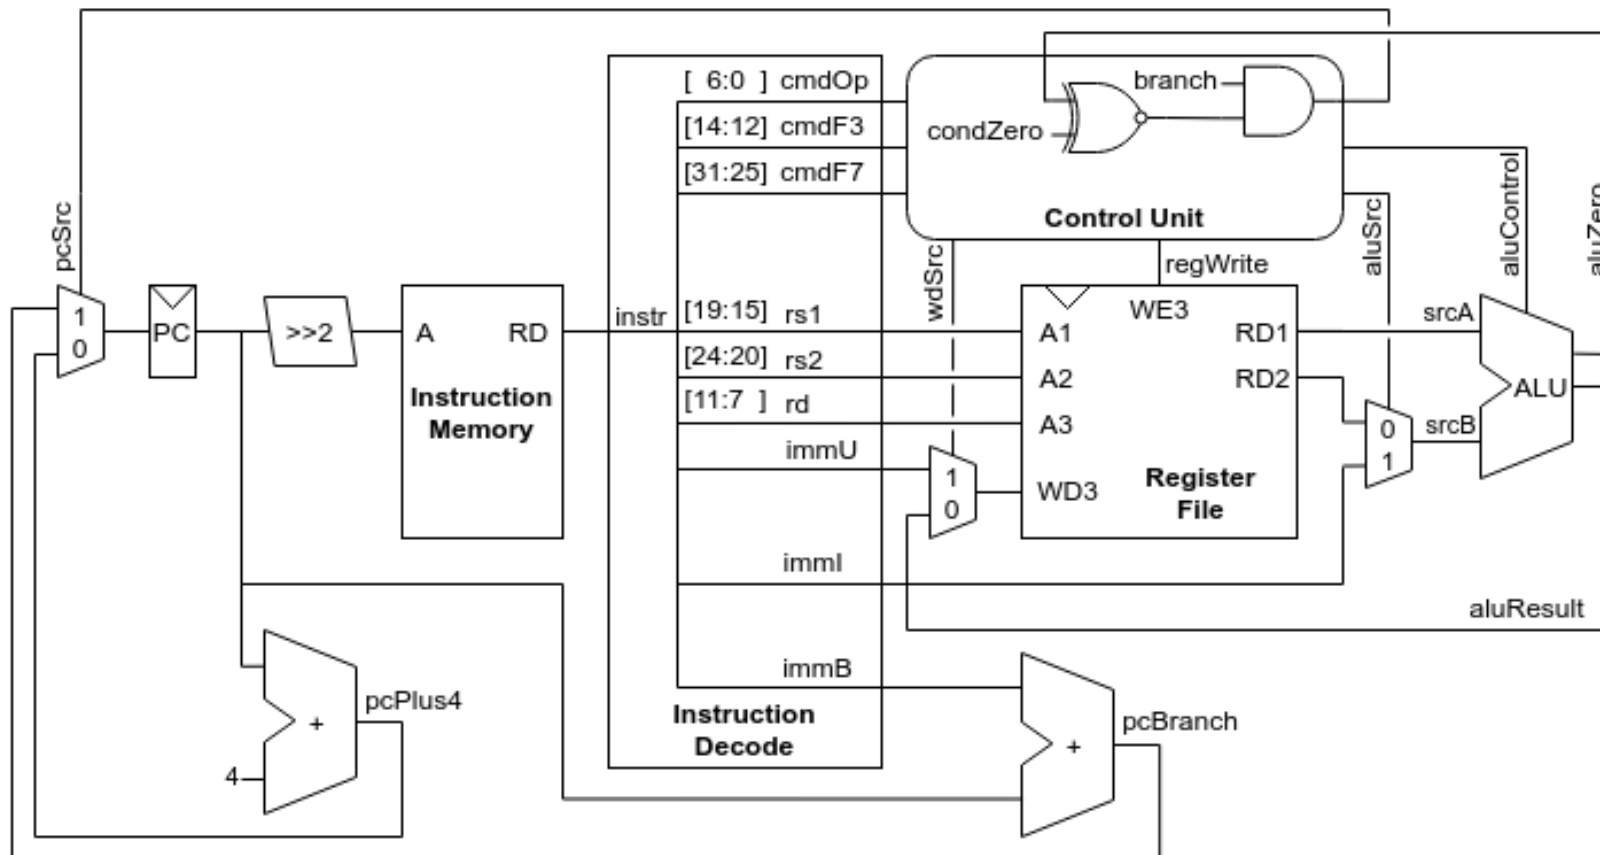 [ 6:0 ] cmdOp
branch
[14:12] cmdF3
condZero
[31:25] cmdF7
Control Unit
pcSrc
wdSrc
regWrite
aluSrc
aluControl
aluZero
1
0
PC
>>2
A RD
Instruction
Memory
instr
[19:15] rs1
[24:20] rs2
[11:7 ] rd
immU
1
0
WE3
A1 RD1
A2 RD2
A3
WD3
Register
File
srcA
srcB
0
1
ALU
immI
aluResult
immB
pcPlus4
+
4
Instruction
Decode
pcBranch
+